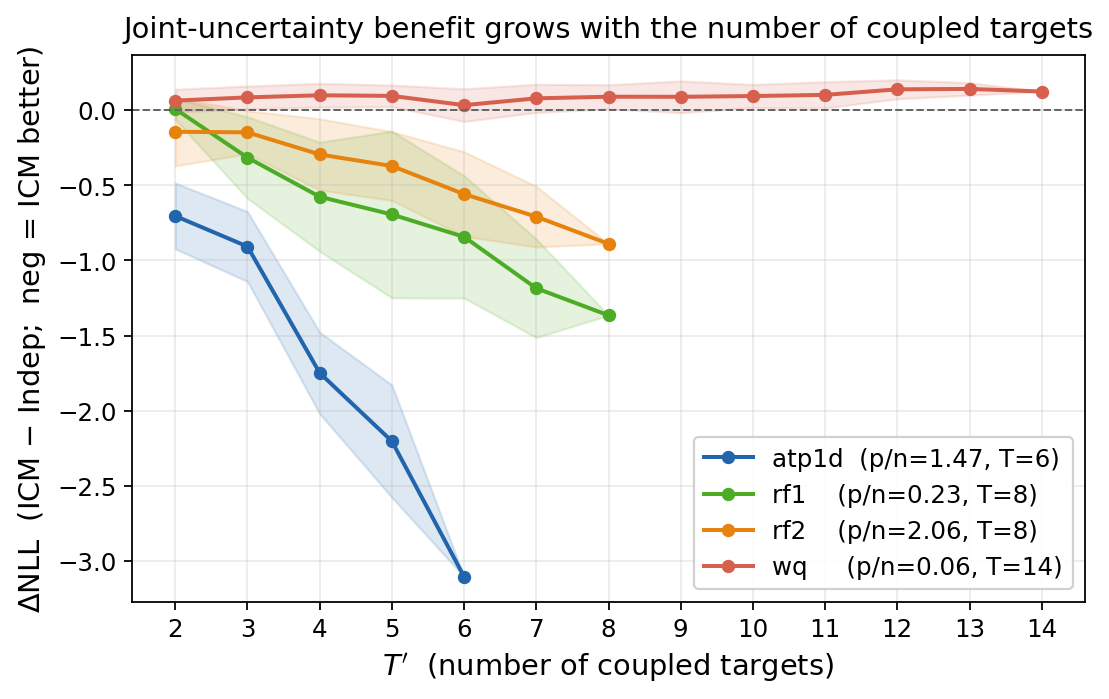 Joint-uncertainty benefit grows with the number of coupled targets
ΔNLL (ICM − Indep; neg = ICM better)
0.0
−0.5
−1.0
−1.5
−2.0
−2.5
−3.0
atp1d (p/n=1.47, T=6)
rf1 (p/n=0.23, T=8)
rf2 (p/n=2.06, T=8)
wq (p/n=0.06, T=14)
2 3 4 5 6 7 8 9 10 11 12 13 14
T′ (number of coupled targets)